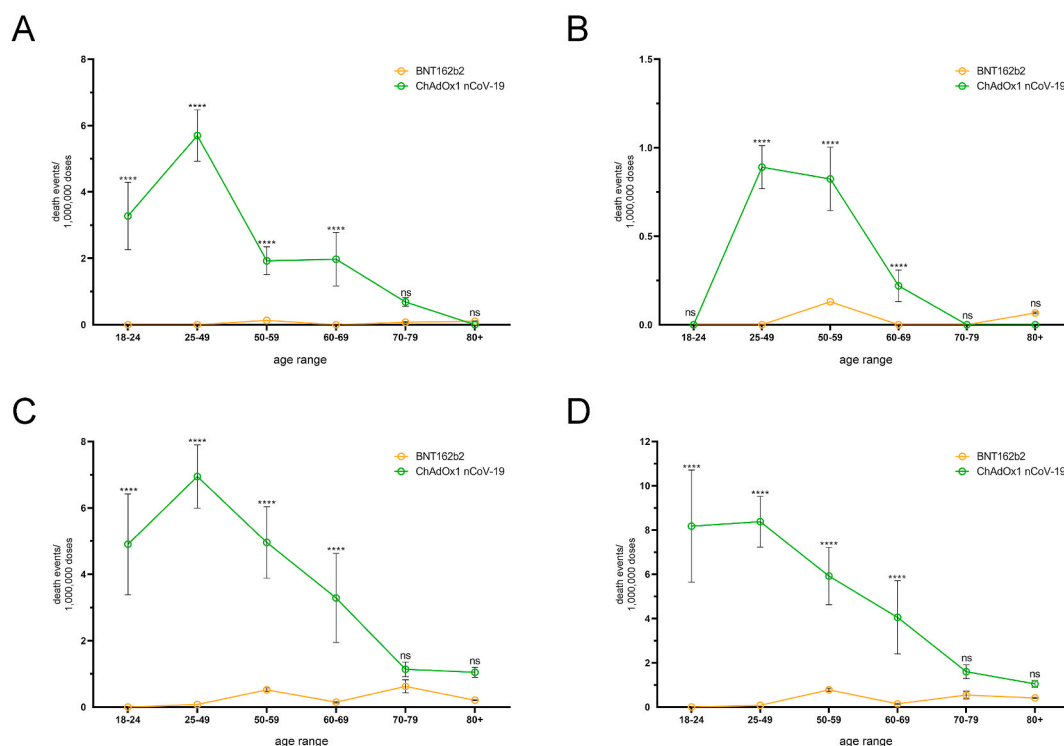 A
BNT162b2
ChAdOx1 nCoV-19
8
6
4
2
0
death events/
1,000,000 doses
****
****
****
****
ns
ns
18-24 25-49 50-59 60-69 70-79 80+
age range
B
BNT162b2
ChAdOx1 nCoV-19
1.5
1.0
0.5
0.0
death events/
1,000,000 doses
ns
****
****
****
ns
ns
18-24 25-49 50-59 60-69 70-79 80+
age range
C
BNT162b2
ChAdOx1 nCoV-19
8
6
4
2
0
death events/
1,000,000 doses
****
****
****
****
ns
ns
18-24 25-49 50-59 60-69 70-79 80+
age range
D
BNT162b2
ChAdOx1 nCoV-19
12
10
8
6
4
2
0
death events/
1,000,000 doses
****
****
****
****
ns
ns
18-24 25-49 50-59 60-69 70-79 80+
age range